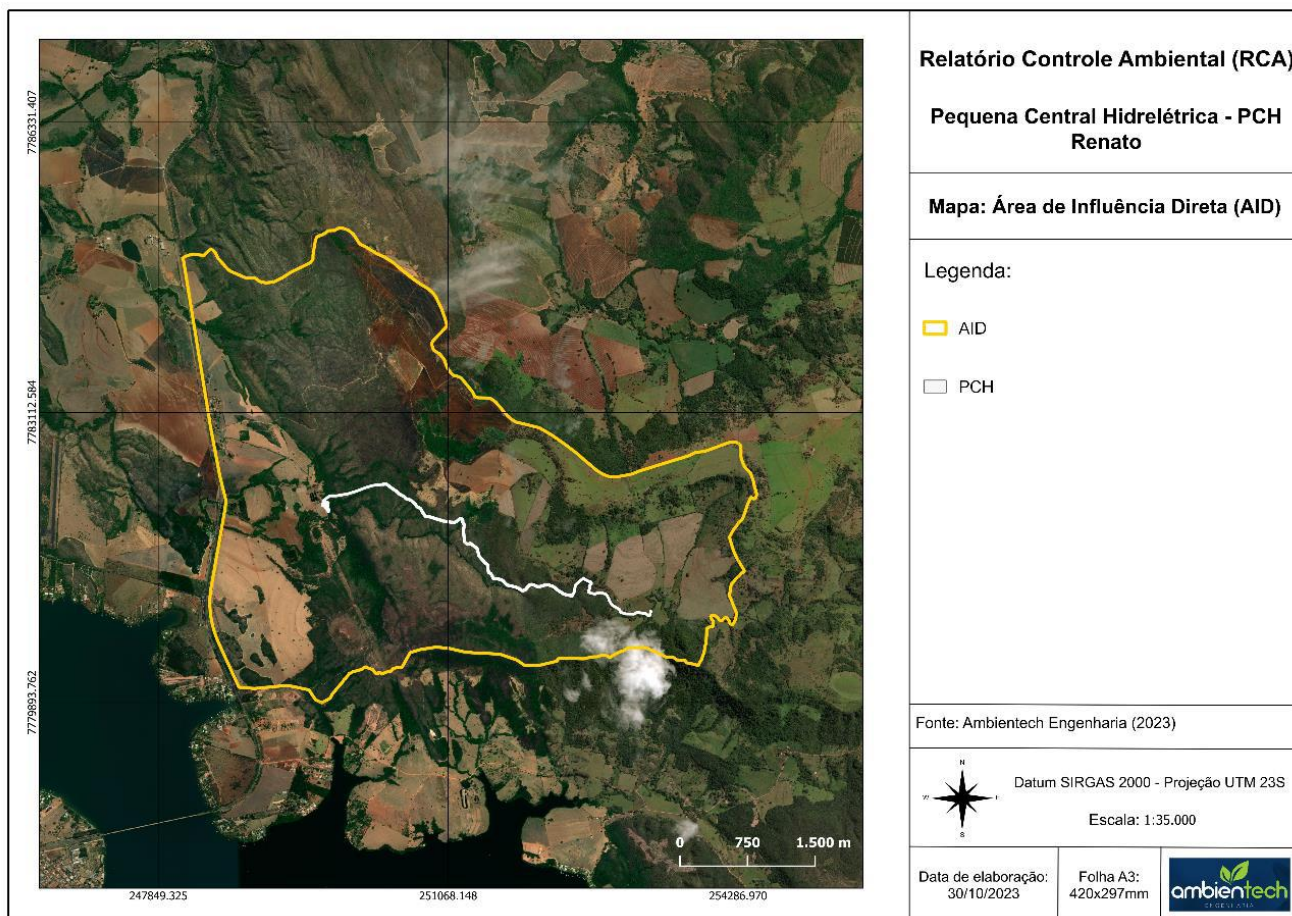 Relatório Controle Ambiental (RCA)
Pequena Central Hidrelétrica - PCH
Renato
Mapa: Área de Influência Direta (AID)
Legenda:
AID
PCH
Fonte: Ambientech Engenharia (2023)
N
W
E
S
Datum SIRGAS 2000 - Projeção UTM 23S
Escala: 1:35.000
Data de elaboração:
30/10/2023
Folha A3:
420x297mm
ambientech
ENGENHARIA
7786331.407
7783112.584
7779893.762
247849.325
251068.148
254286.970
0 750 1.500 m